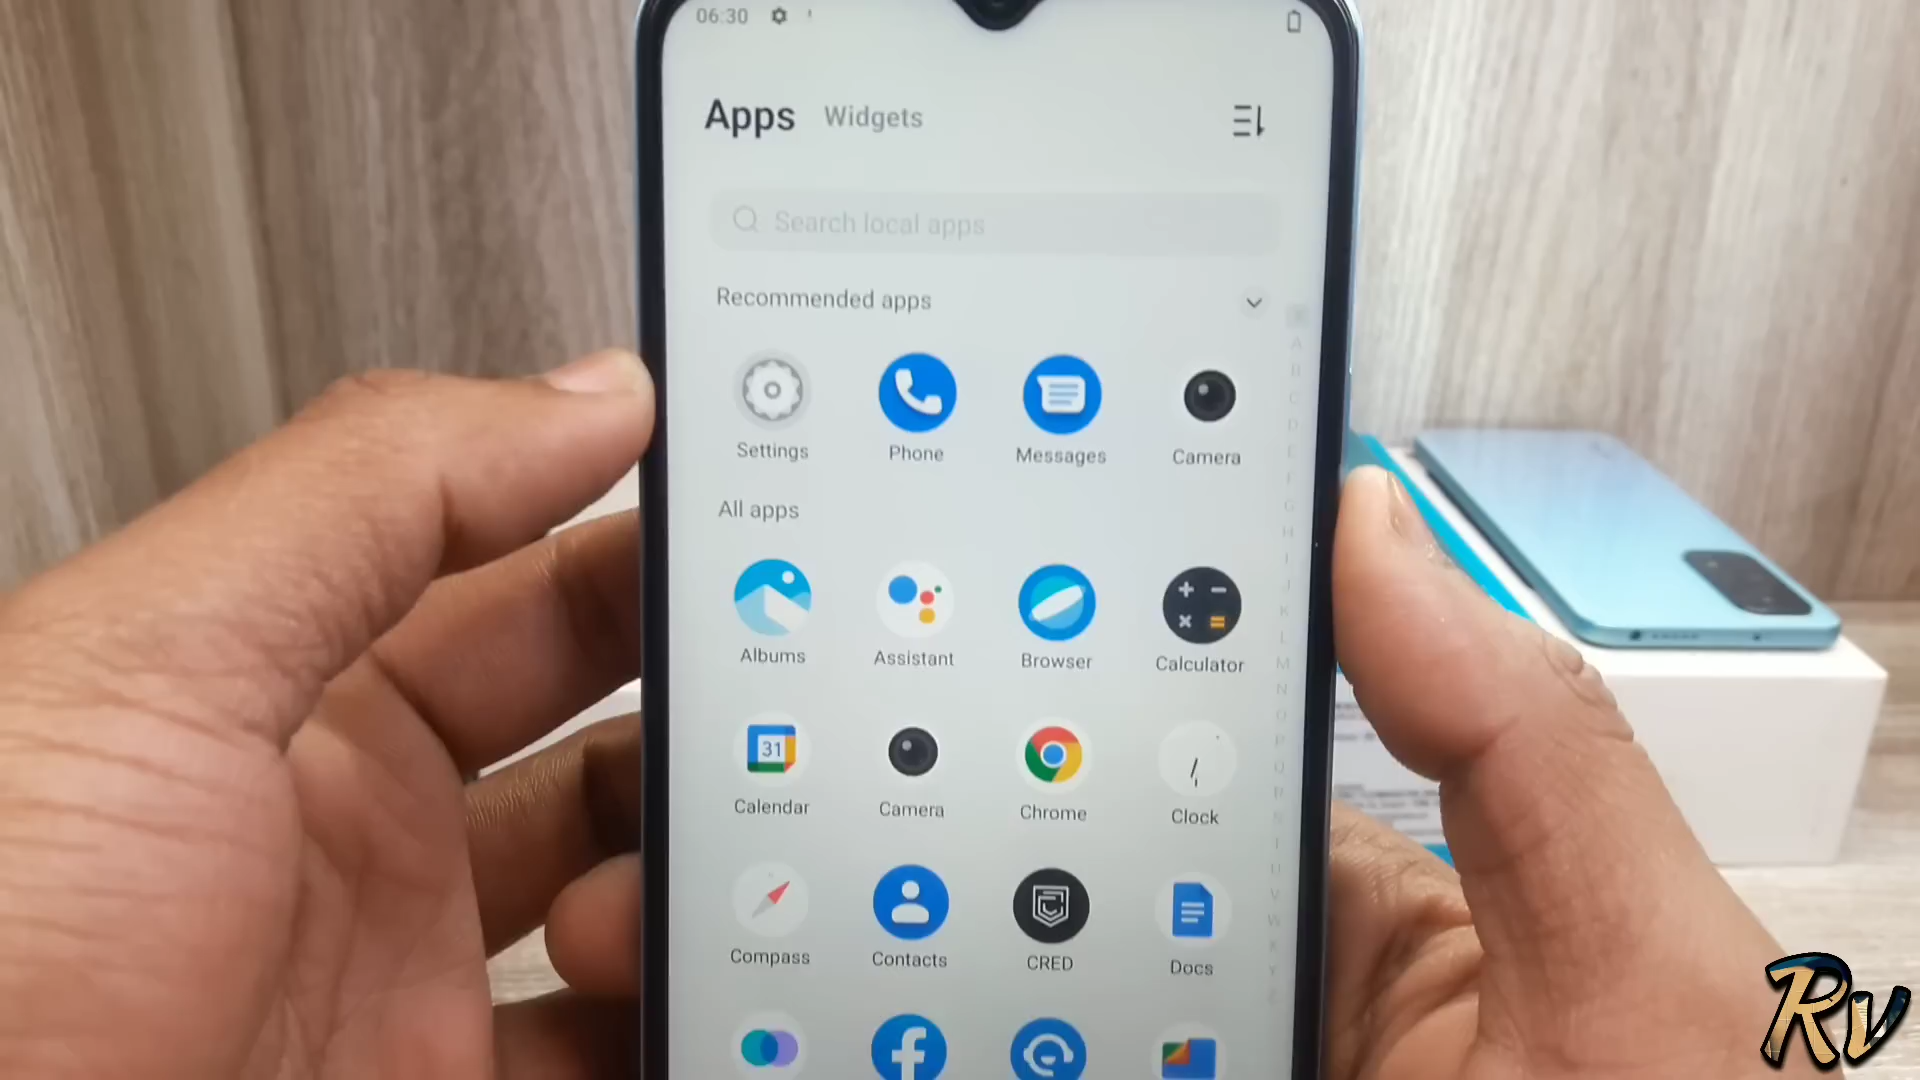 06:30
Apps Widgets
Search local apps
Recommended apps
Settings Phone Messages Camera
All apps
Albums Assistant Browser Calculator
31
Calendar Camera Chrome Clock
Compass Contacts CRED Docs
A
B
C
D
E
F
G
H
I
J
K
L
M
N
O
P
Q
R
U
V
W
Y
Rv